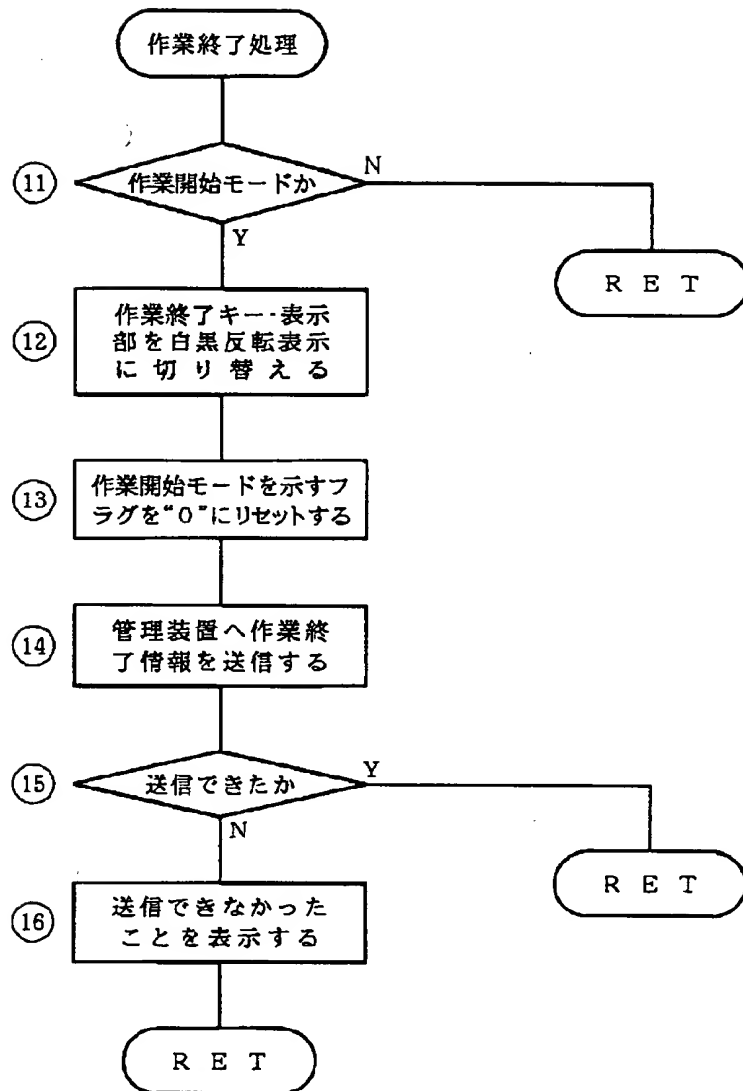 作業終了処理
⑪
作業開始モードか
N
Y
R E T
⑫
作業終了キー・表示
部を白黒反転表示
に切り替える
⑬
作業開始モードを示すフ
ラグを“0”にリセットする
⑭
管理装置へ作業終
了情報を送信する
⑮
送信できたか
Y
N
R E T
⑯
送信できなかった
ことを表示する
R E T